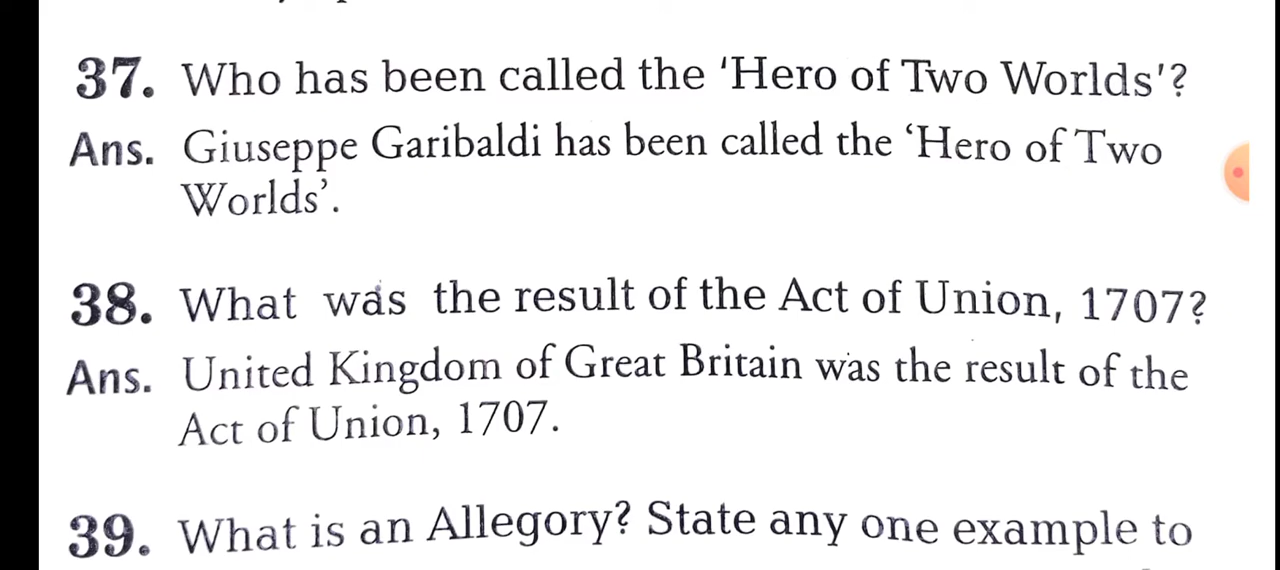 37. Who has been called the 'Hero of Two Worlds'?
Ans. Giuseppe Garibaldi has been called the ‘Hero of Two
Worlds’.
38. What was the result of the Act of Union, 1707?
Ans. United Kingdom of Great Britain was the result of the
Act of Union, 1707.
39. What is an Allegory? State any one example to